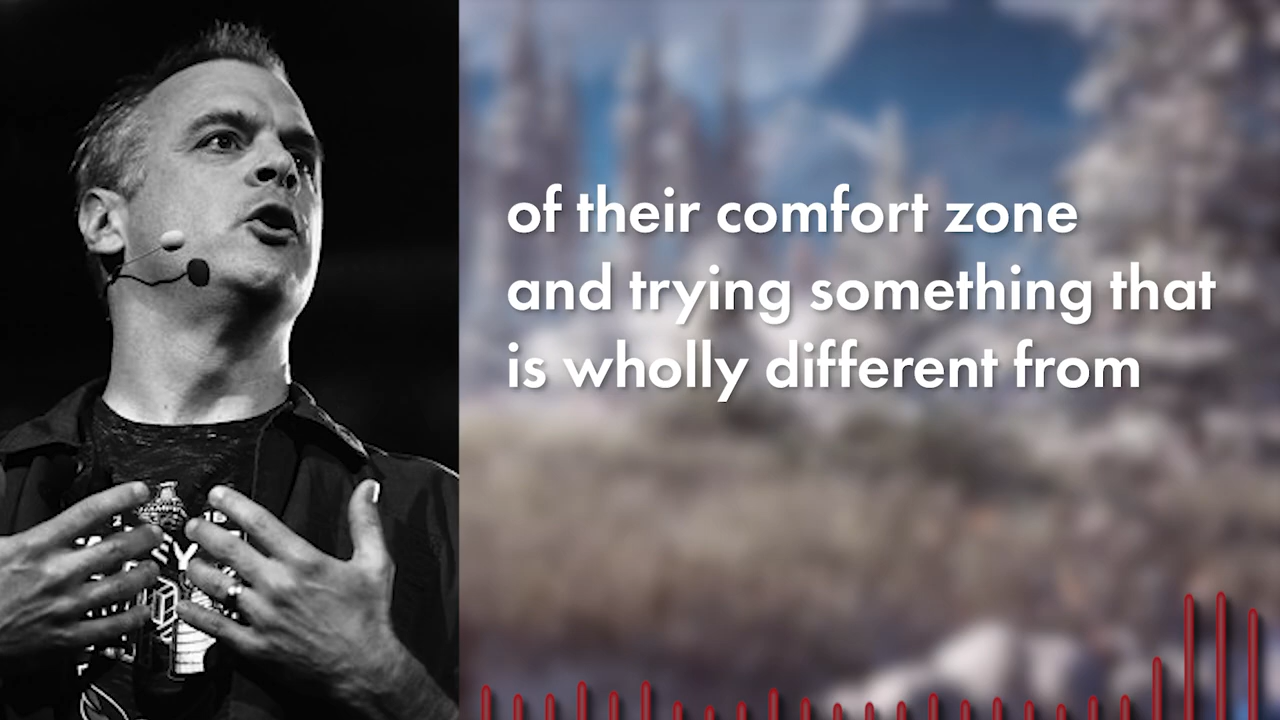 of their comfort zone
and trying something that
is wholly different from